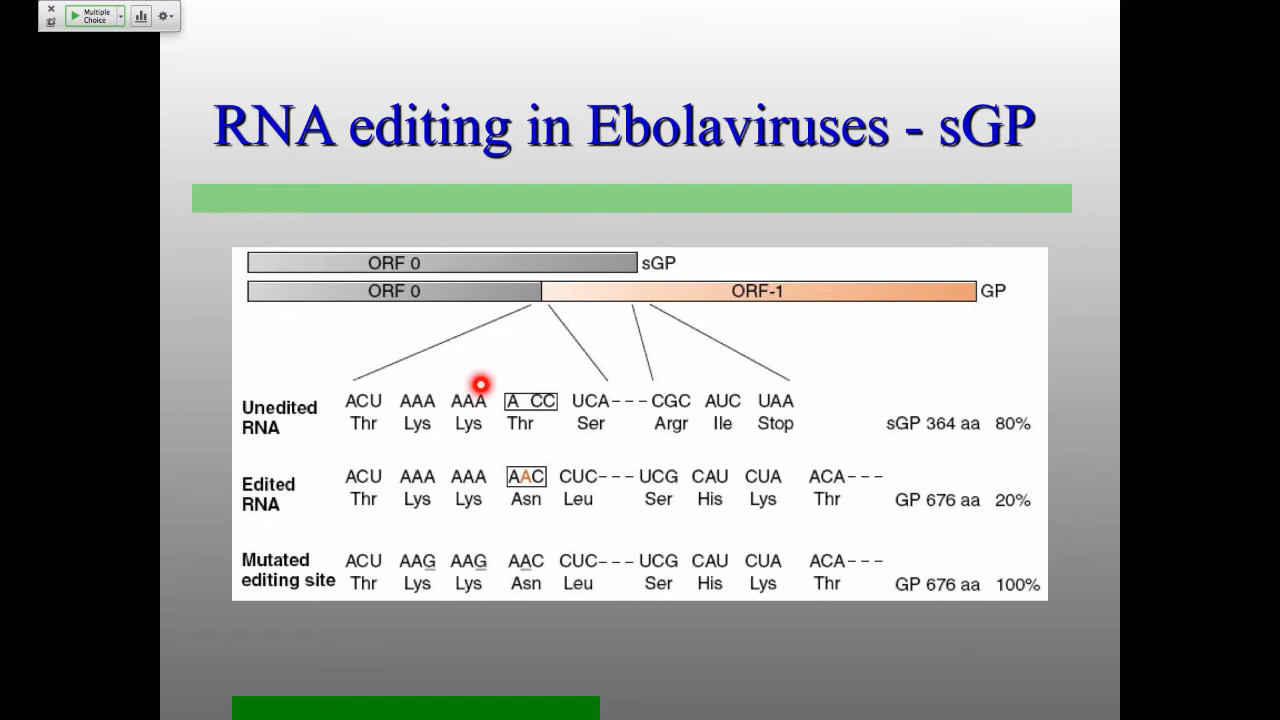 Multiple
Choice
RNA editing in Ebolaviruses - sGP
ORF 0 sGP
ORF 0 ORF-1 GP
Unedited RNA ACU AAA AAA A CC UCA--- CGC AUC UAA
Thr Lys Lys Thr Ser Argr Ile Stop sGP 364 aa 80%
Edited RNA ACU AAA AAA AAC CUC--- UCG CAU CUA ACA---
Thr Lys Lys Asn Leu Ser His Lys Thr GP 676 aa 20%
Mutated editing site ACU AAG AAG AAC CUC--- UCG CAU CUA ACA---
Thr Lys Lys Asn Leu Ser His Lys Thr GP 676 aa 100%